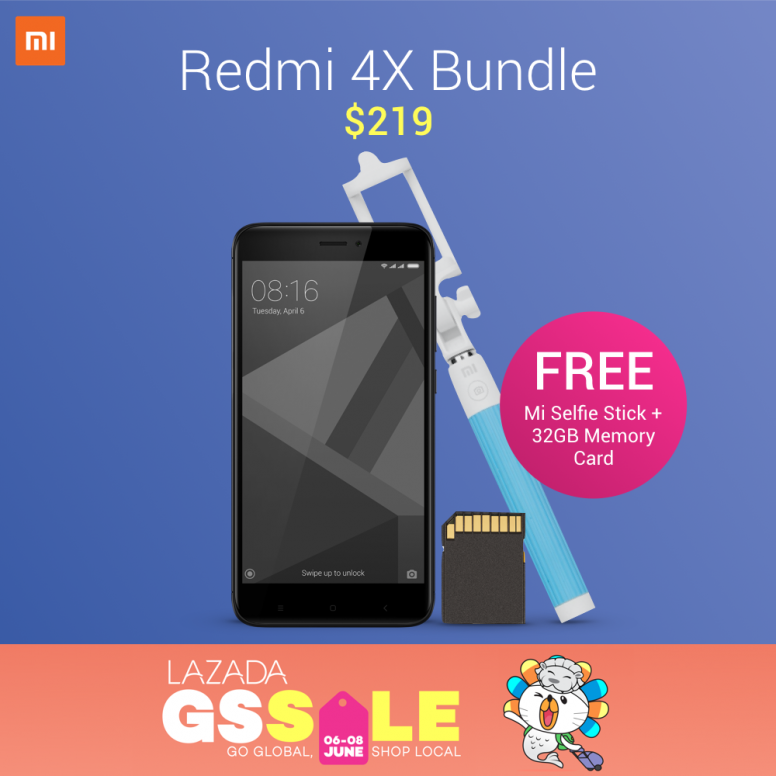 mi
Redmi 4X Bundle
$219
08:16
Tuesday, April 6
Swipe up to unlock
mi
FREE
Mi Selfie Stick +
32GB Memory
Card
LAZADA
GSSALE
06-08
JUNE
GO GLOBAL, SHOP LOCAL